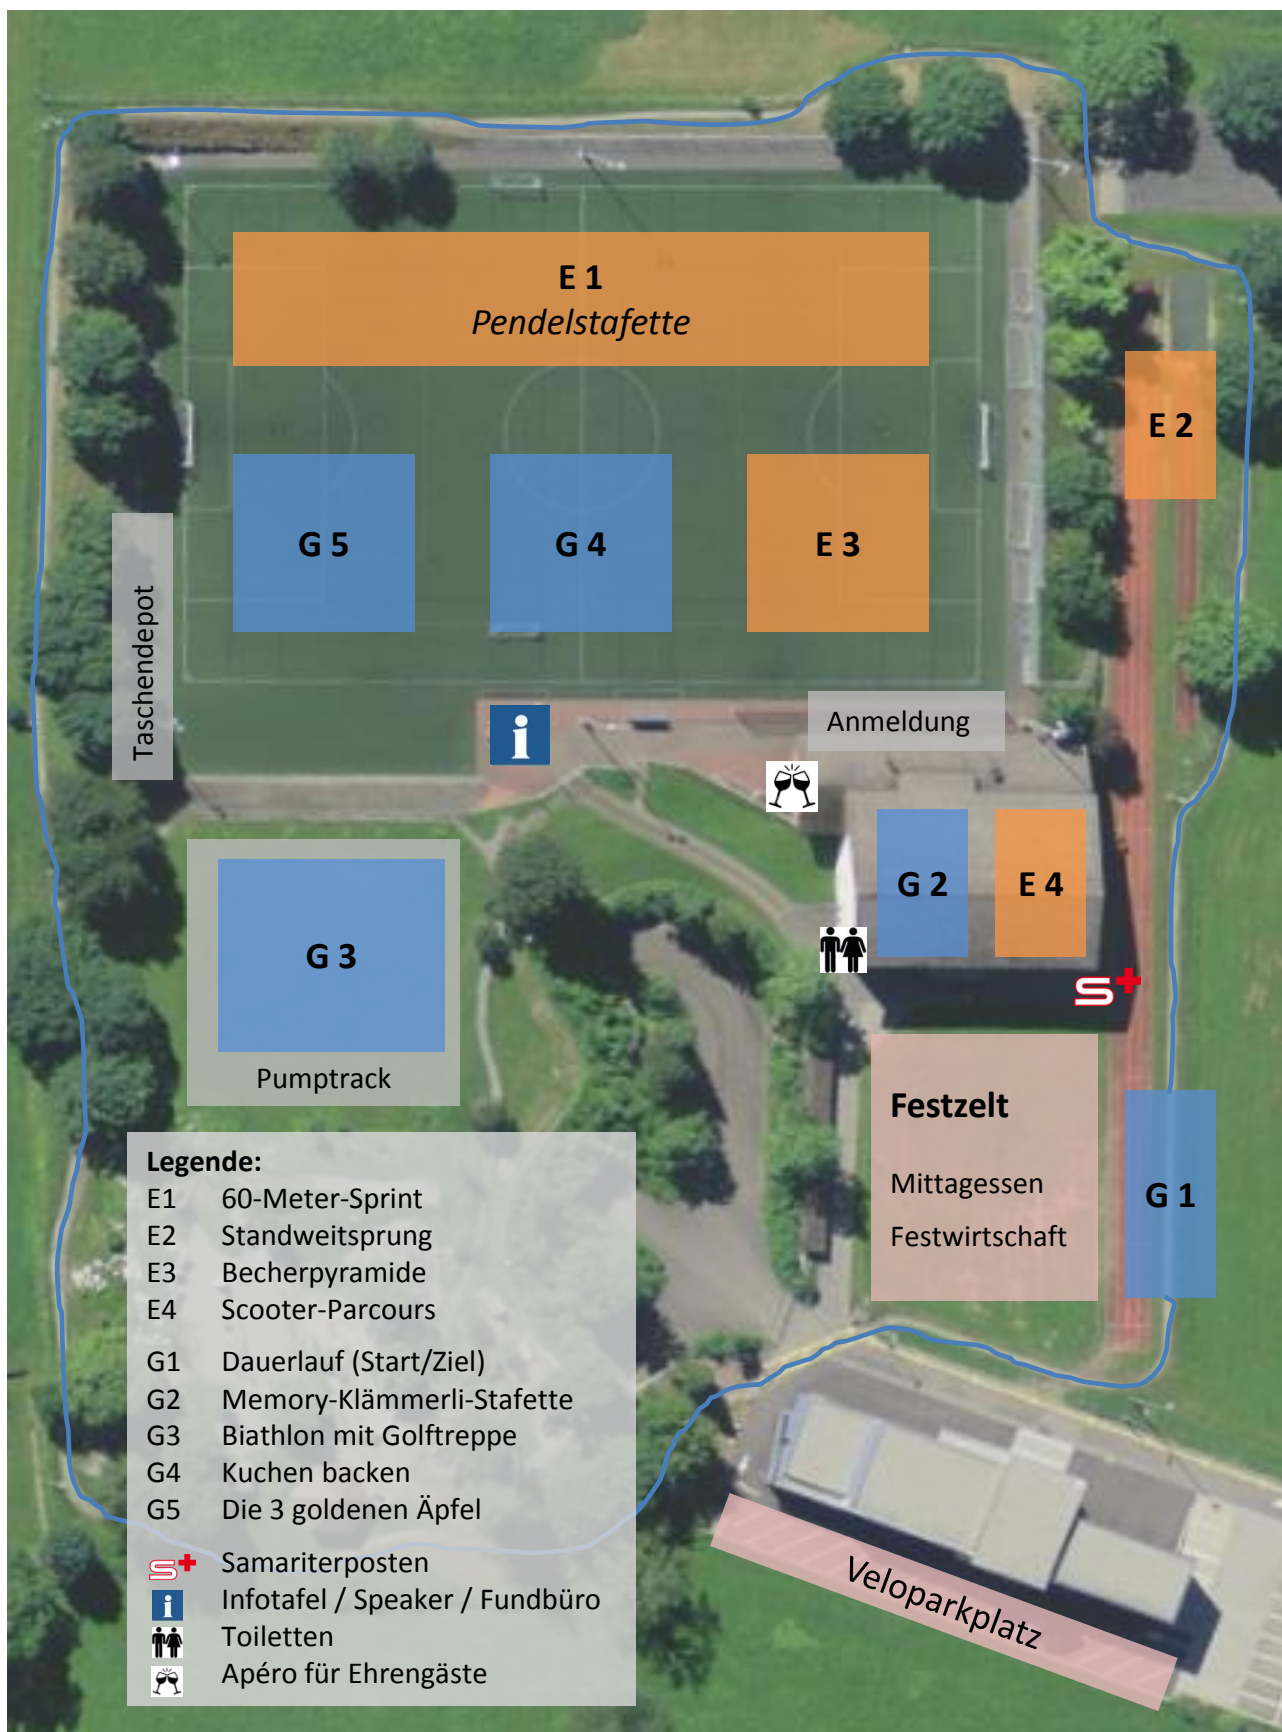 E 1
Pendelstafette
E 2
G 5
G 4
E 3
Taschendepot
i
Anmeldung
G 2
E 4
G 3
Pumptrack
S+
Festzelt
Mittagessen
Festwirtschaft
G 1
Legende:
E1 60-Meter-Sprint
E2 Standweitsprung
E3 Becherpyramide
E4 Scooter-Parcours
G1 Dauerlauf (Start/Ziel)
G2 Memory-Klämmerli-Stafette
G3 Biathlon mit Golftreppe
G4 Kuchen backen
G5 Die 3 goldenen Äpfel
S+ Samariterposten
i Infotafel / Speaker / Fundbüro
Toiletten
Apéro für Ehrengäste
Veloparkplatz